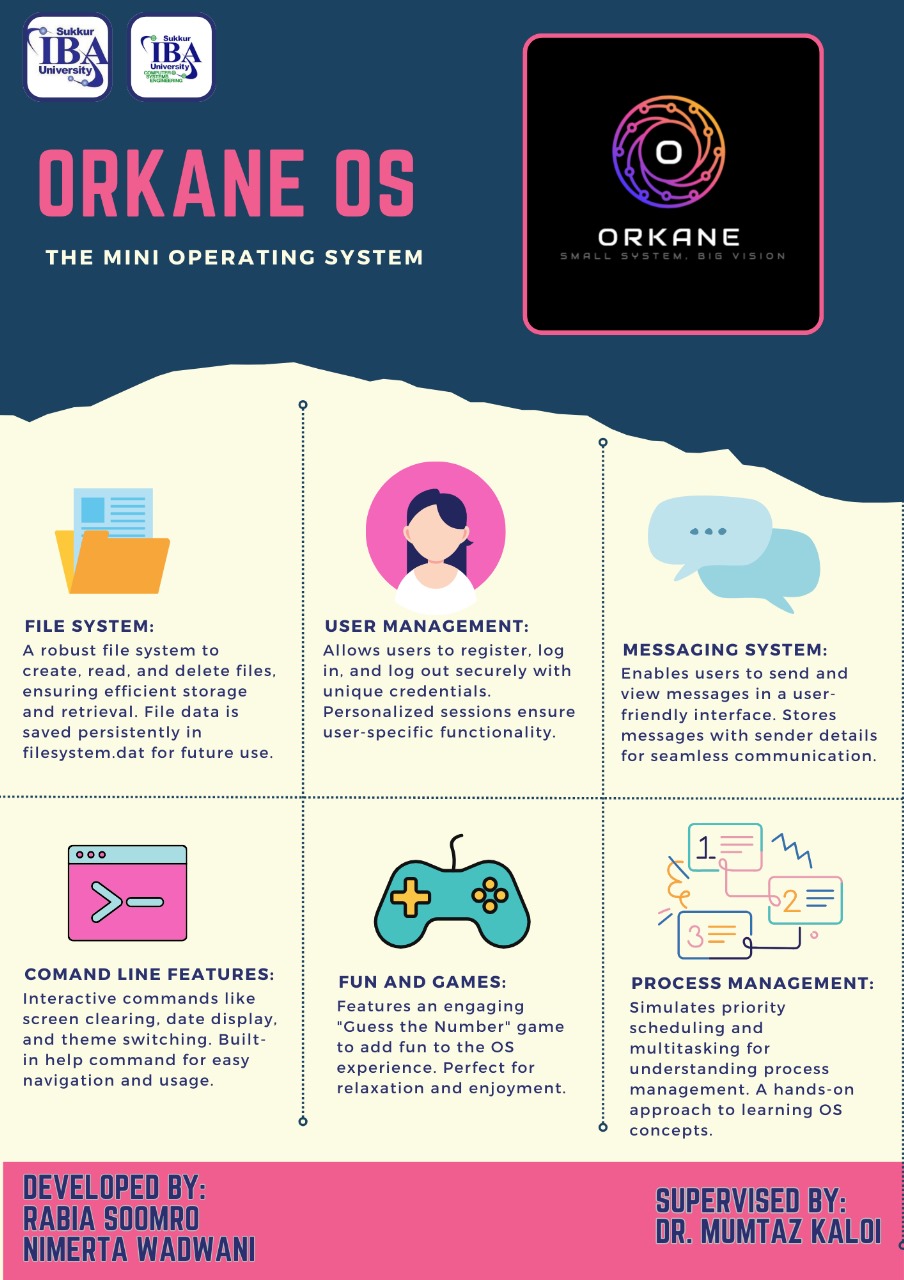 Sukkur
IBA
University
Sukkur
IBA
University
COMPUTER
SYSTEMS
ENGINEERING
ORKANE OS
THE MINI OPERATING SYSTEM
O
ORKANE
SMALL SYSTEM, BIG VISION
FILE SYSTEM:
A robust file system to
create, read, and delete files,
ensuring efficient storage
and retrieval. File data is
saved persistently in
filesystem.dat for future use.
USER MANAGEMENT:
Allows users to register, log
in, and log out securely with
unique credentials.
Personalized sessions ensure
user-specific functionality.
MESSAGING SYSTEM:
Enables users to send and
view messages in a user-
friendly interface. Stores
messages with sender details
for seamless communication.
COMAND LINE FEATURES:
Interactive commands like
screen clearing, date display,
and theme switching. Built-
in help command for easy
navigation and usage.
FUN AND GAMES:
Features an engaging
"Guess the Number" game
to add fun to the OS
experience. Perfect for
relaxation and enjoyment.
1
2
3
PROCESS MANAGEMENT:
Simulates priority
scheduling and
multitasking for
understanding process
management. A hands-on
approach to learning OS
concepts.
DEVELOPED BY:
RABIA SOOMRO
NIMERTA WADWANI
SUPERVISED BY:
DR. MUMTAZ KALOI